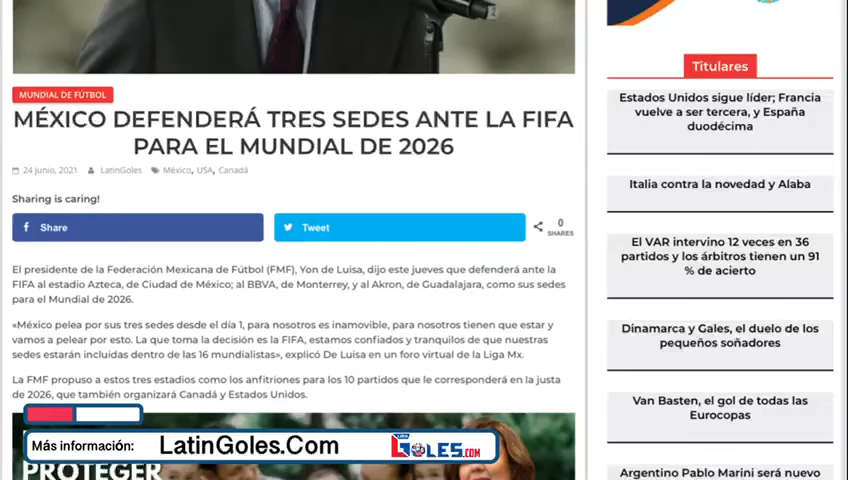 MUNDIAL DE FÚTBOL
MÉXICO DEFENDERÁ TRES SEDES ANTE LA FIFA
PARA EL MUNDIAL DE 2026
24 junio, 2021 LatinGoles México, USA, Canadá
Sharing is caring!
Share
Tweet
0
SHARES
El presidente de la Federación Mexicana de Fútbol (FMF), Yon de Luisa, dijo este jueves que defenderá ante la
FIFA al estadio Azteca, de Ciudad de México; al BBVA, de Monterrey, y al Akron, de Guadalajara, como sus sedes
para el Mundial de 2026.
«México pelea por sus tres sedes desde el día 1, para nosotros es inamovible, para nosotros tienen que estar y
vamos a pelear por esto. La que toma la decisión es la FIFA, estamos confiados y tranquilos de que nuestras
sedes estarán incluidas dentro de las 16 mundialistas», explicó De Luisa en un foro virtual de la Liga Mx.
La FMF propuso a estos tres estadios como los anfitriones para los 10 partidos que le corresponderá en la justa
de 2026, que también organizará Canadá y Estados Unidos.
Más información: LatinGoles.Com
GOLES.COM
PROTEGER
Titulares
Estados Unidos sigue líder; Francia
vuelve a ser tercera, y España
duodécima
Italia contra la novedad y Alaba
El VAR intervino 12 veces en 36
partidos y los árbitros tienen un 91
% de acierto
Dinamarca y Gales, el duelo de los
pequeños soñadores
Van Basten, el gol de todas las
Eurocopas
Argentino Pablo Marini será nuevo